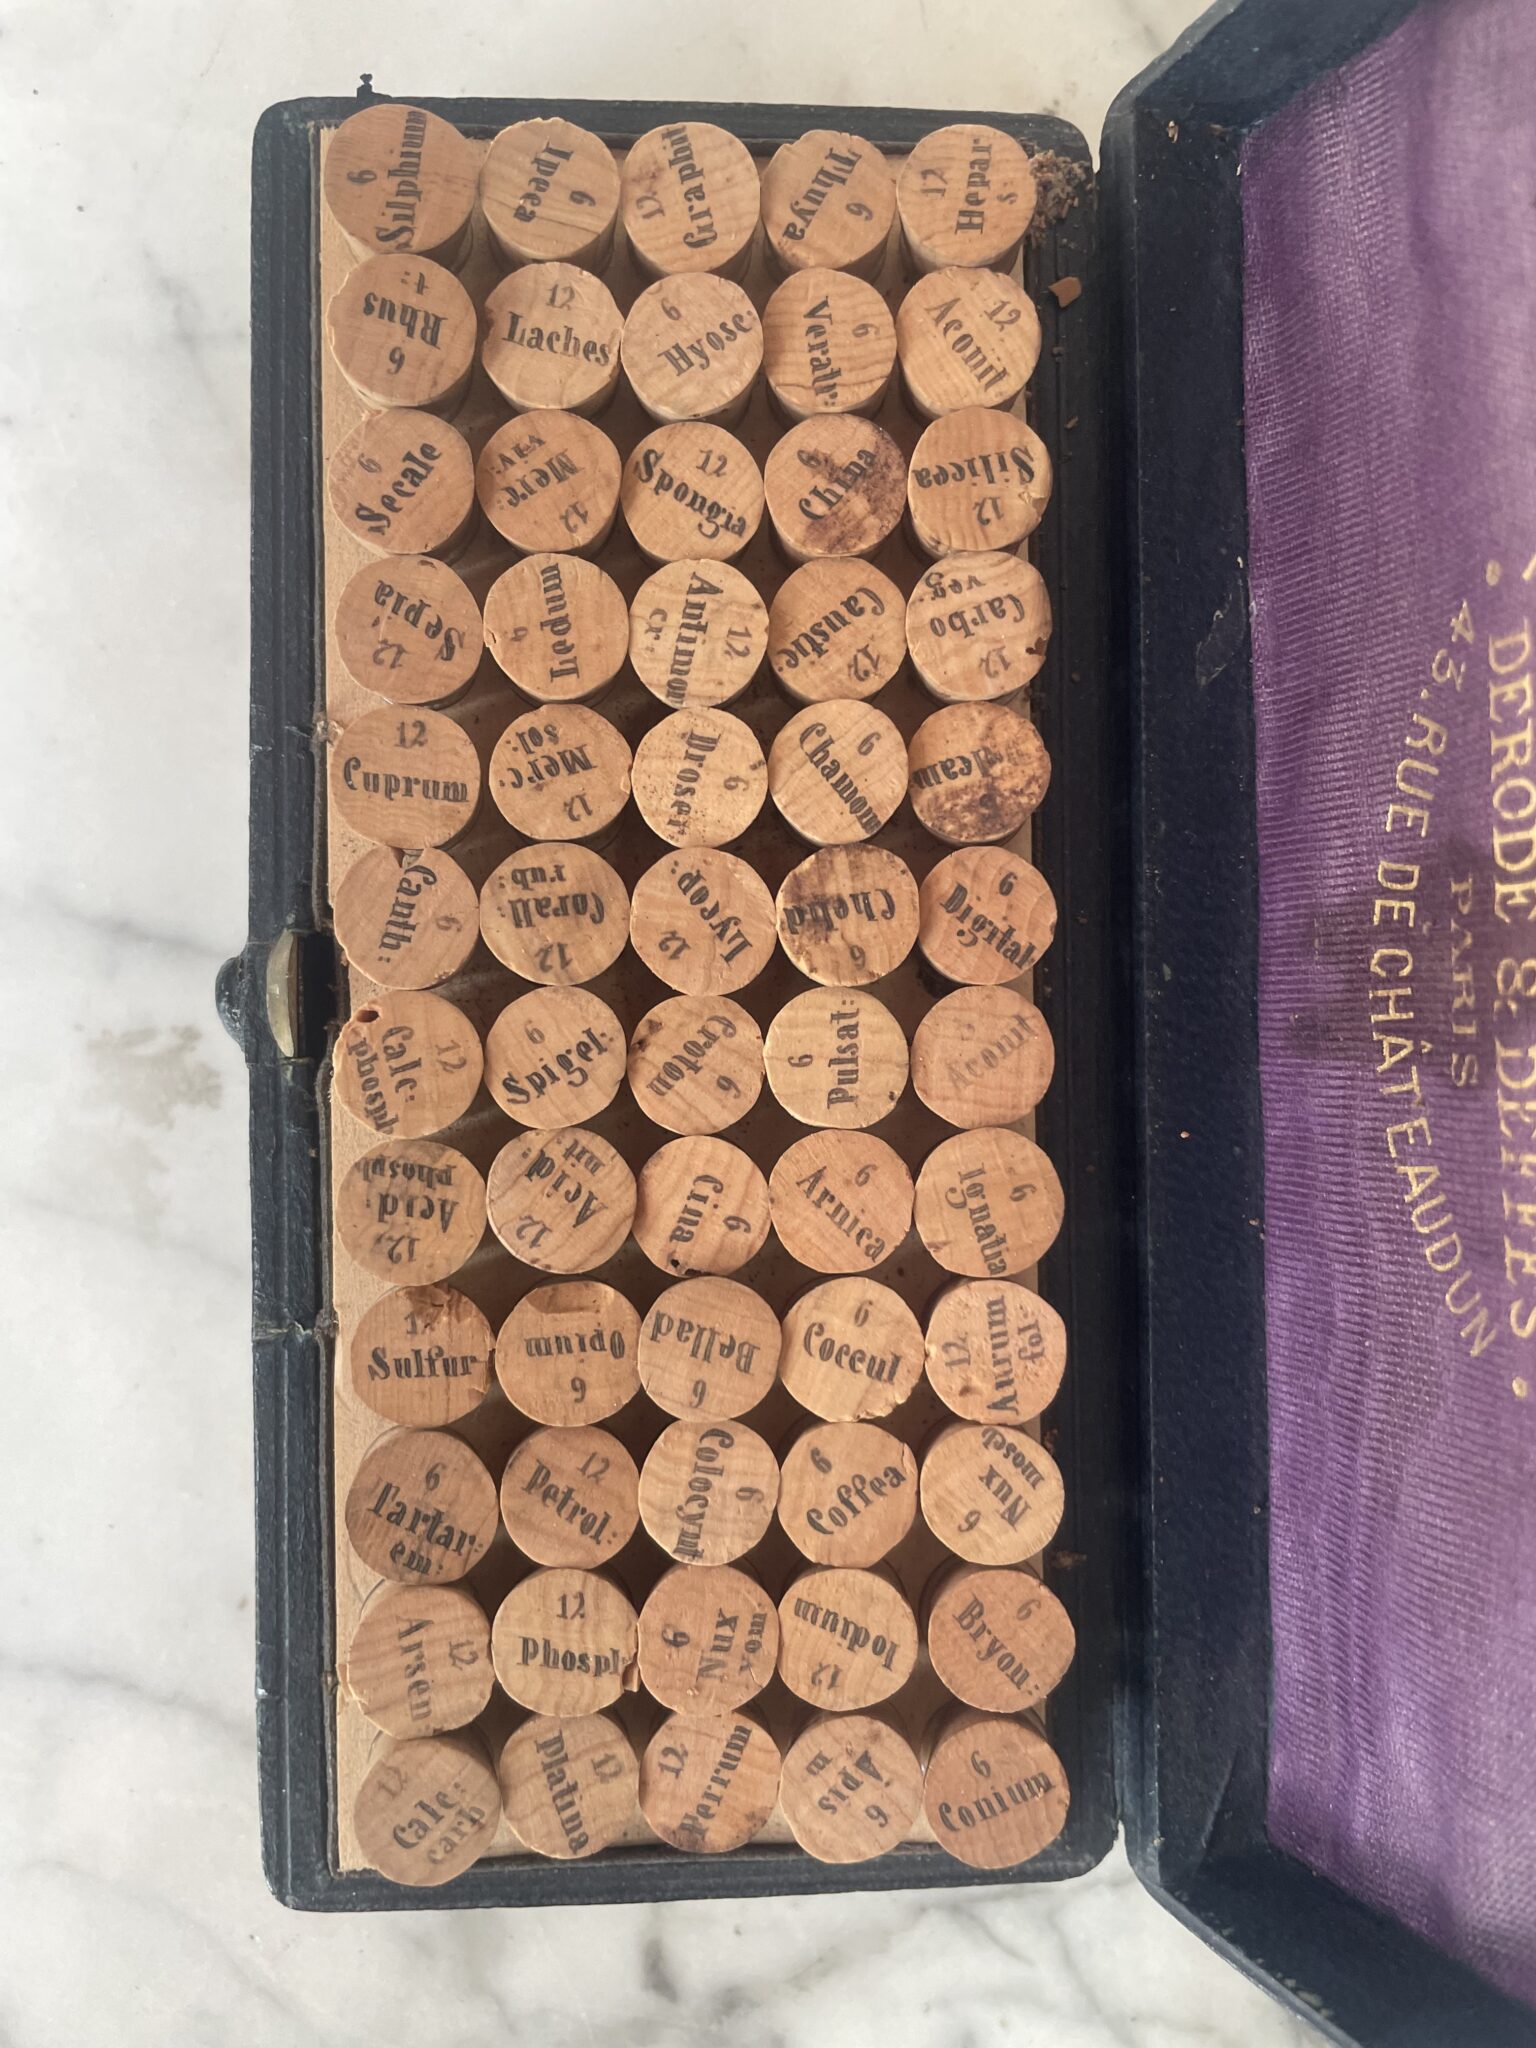 6
Silphium
Ipeca
6
12
Graphit
Thuya
6
12
Hepar
s:
Rhus
t:
6
12
Laches
6
Hyosc:
Veratr:
6
Aconit
12
6
Secale
Merc:
viv:
12
12
Spongia
6
China
Silicea
12
Sepia
12
Ledum
6
Antimon
cr:
12
Caustic:
12
Carbo
veg:
12
12
Cuprum
Merc:
sol:
12
Droser:
6
6
Chamom
Canth:
6
Corall:
rub:
12
Lycop:
12
Chelid
6
6
Digital
Calc:
phosph
12
6
Spigel:
Croton
6
6
Pulsat:
Aconit
Acid:
phosph
12
Acid:
nit:
12
Cina
6
6
Arnica
Granat
6
Sulfur
Opium
6
Bellad
6
6
Coccul
12
Aurum
fol:
6
Tartar:
em:
12
Petrol:
Colocynt
6
6
Coffea
Nux
mosch
6
Arsen
12
12
Phosph
6
Nux
vom:
Iodium
12
6
Bryon:
12
Calc:
carb
Platina
12
12
Ferrum
Apis
m
6
6
Conium
DERODE & DEFFES
PARIS
43, RUE DE CHÂTEAUDUN